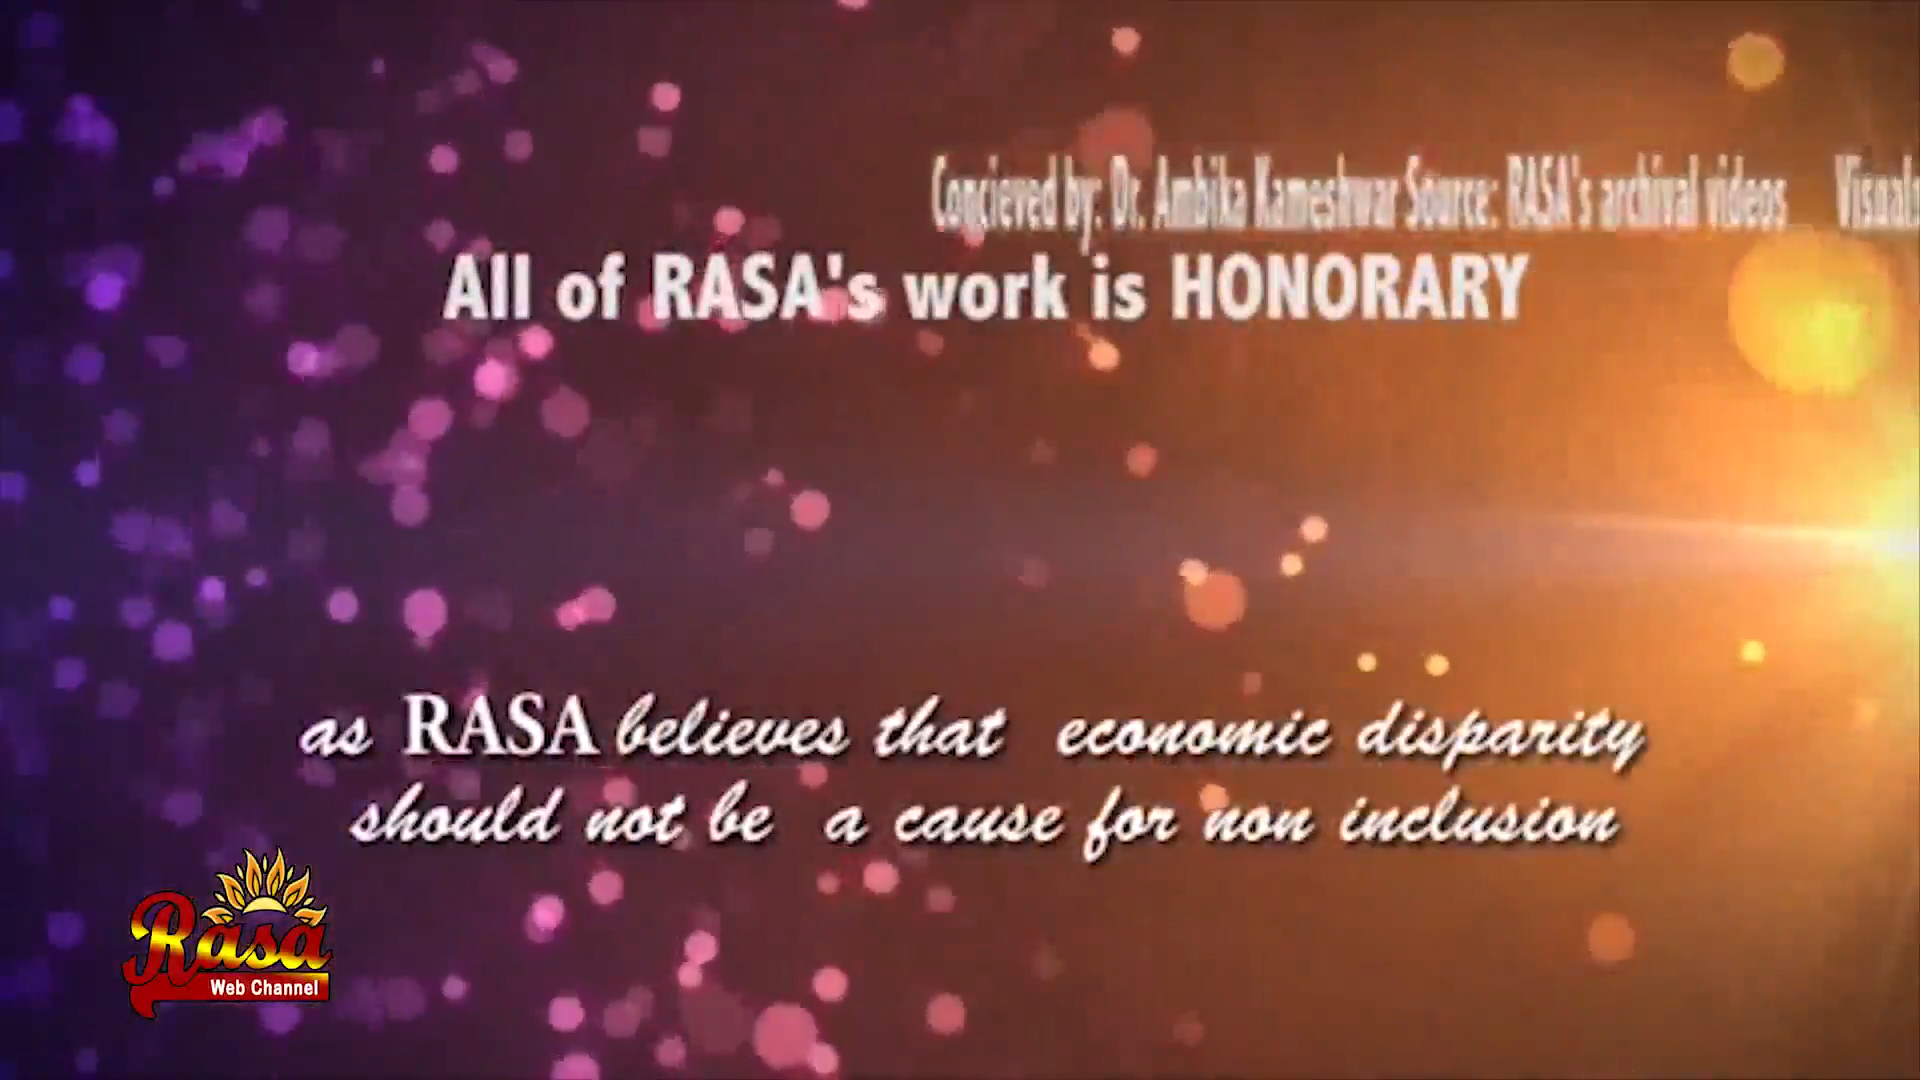 Concieved by: Dr. Ambika Kameshwar Source: RASA's archival videos Visuals
All of RASA's work is HONORARY
as RASA believes that economic disparity
should not be a cause for non inclusion
Rasa
Web Channel